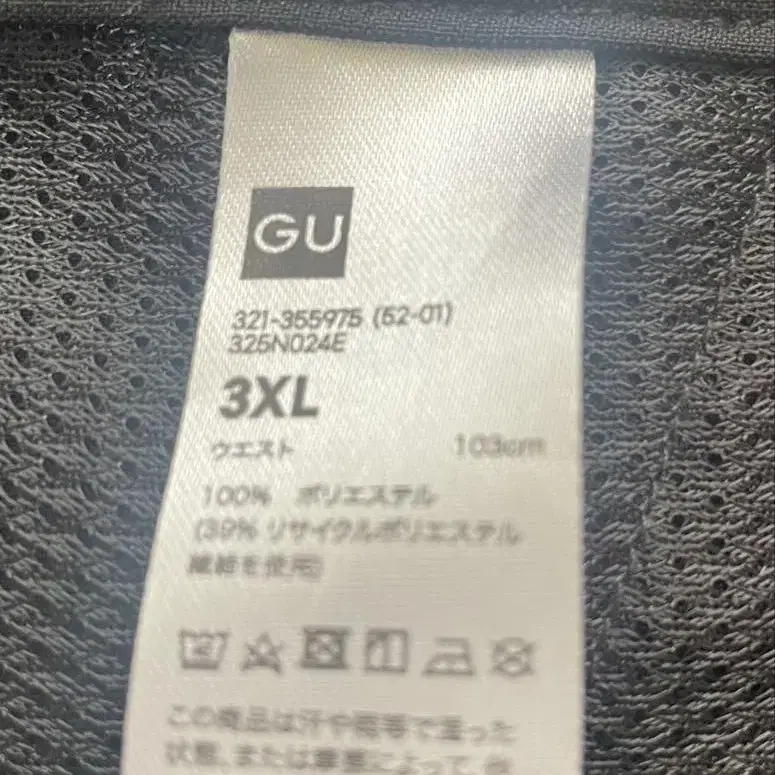 GU
321-355975 (52-01)
325N024E
3XL
ウエスト 103cm
100% ポリエステル
(39% リサイクルポリエステル
繊維を使用)
この商品は汗や雨等で湿った
状態、または摩擦によって、